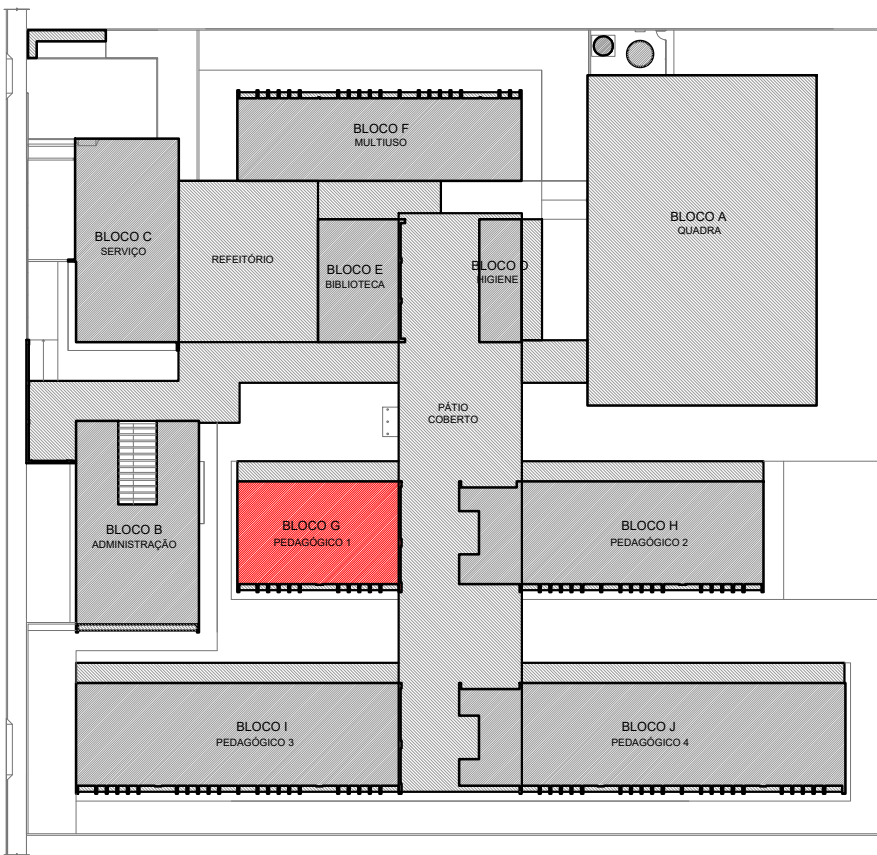 BLOCO F
MULTIUSO
BLOCO A
QUADRA
BLOCO C
SERVIÇO
REFEITÓRIO
BLOCO E
BIBLIOTECA
BLOCO D
HIGIENE
PÁTIO
COBERTO
BLOCO B
ADMINISTRAÇÃO
BLOCO G
PEDAGÓGICO 1
BLOCO H
PEDAGÓGICO 2
BLOCO I
PEDAGÓGICO 3
BLOCO J
PEDAGÓGICO 4